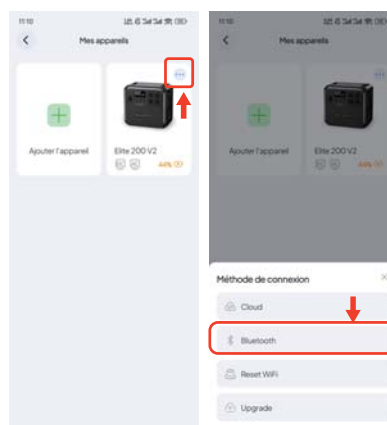 11:10
Mes appareils
Ajouter l'appareil
Elite 200 V2
44%
11:10
Mes appareils
Ajouter l'appareil
Elite 200 V2
44%
Méthode de connexion
Cloud
Bluetooth
Reset WiFi
Upgrade